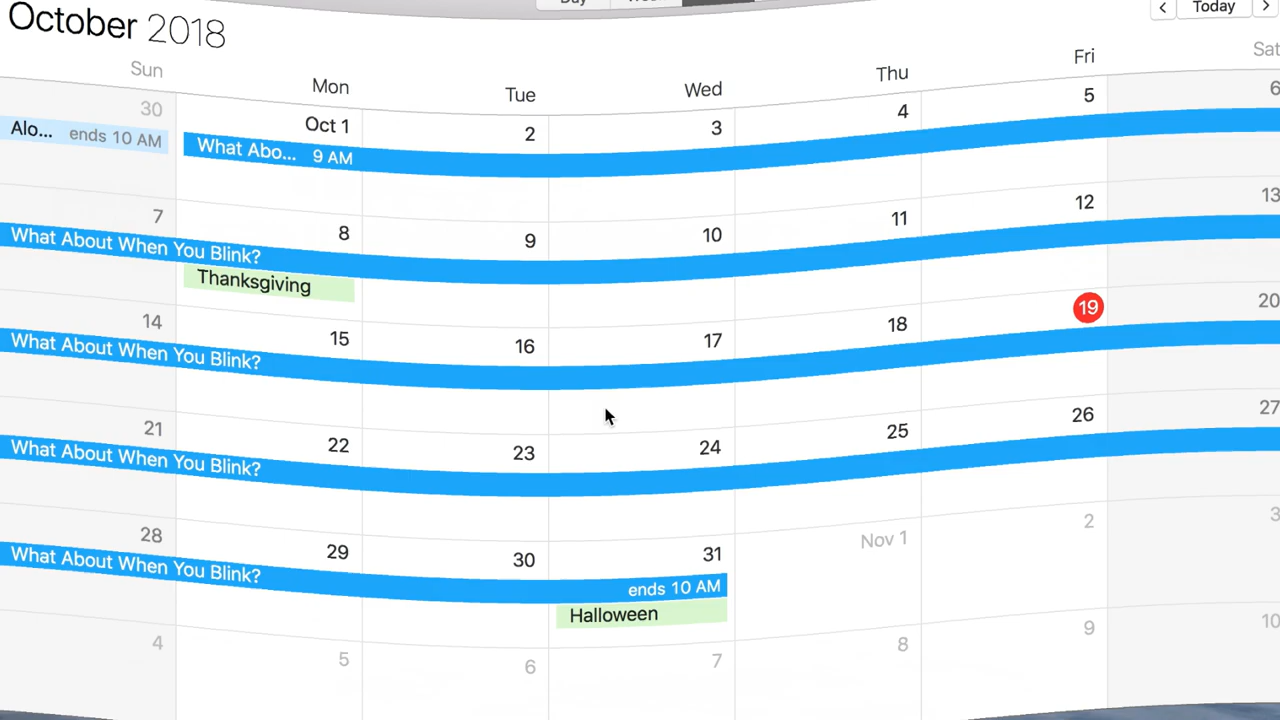 October 2018
Today
Sun Mon Tue Wed Thu Fri Sat
30 Oct 1 2 3 4 5 6
Alo... ends 10 AM What Abo... 9 AM
7 8 9 10 11 12 13
What About When You Blink?
Thanksgiving
14 15 16 17 18 19 20
What About When You Blink?
21 22 23 24 25 26 27
What About When You Blink?
28 29 30 31 Nov 1 2 3
What About When You Blink? ends 10 AM
Halloween
4 5 6 7 8 9 10